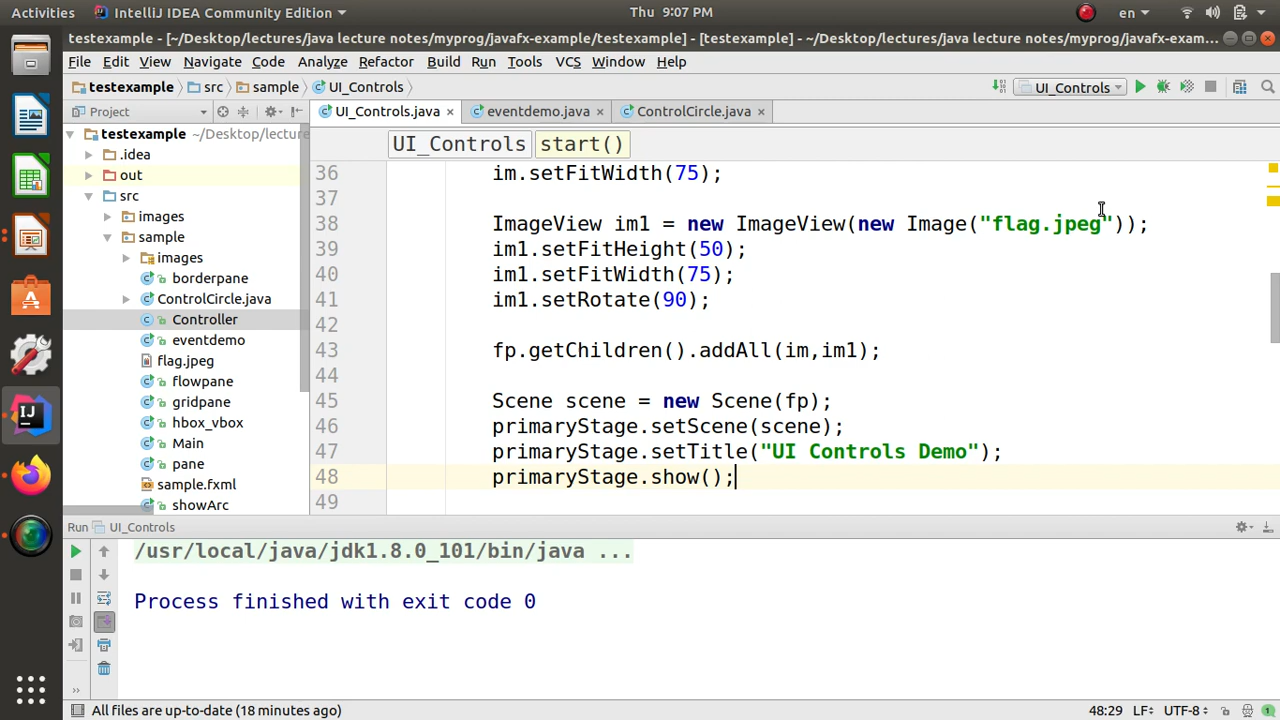 Activities IntelliJ IDEA Community Edition Thu 9:07 PM en
testexample - [~/Desktop/lectures/java lecture notes/myprog/javafx-example/testexample] - [testexample] - [~/Desktop/lectures/java lecture notes/myprog/javafx-exam...
File Edit View Navigate Code Analyze Refactor Build Run Tools VCS Window Help
testexample src sample UI_Controls UI_Controls
Project UI_Controls.java eventdemo.java ControlCircle.java
testexample ~/Desktop/lecture
.idea
out
src
images
sample
images
borderpane
ControlCircle.java
Controller
eventdemo
flag.jpeg
flowpane
gridpane
hbox_vbox
Main
pane
sample.fxml
showArc
UI_Controls start()
36 im.setFitWidth(75);
37
38 ImageView im1 = new ImageView(new Image("flag.jpeg"));
39 im1.setFitHeight(50);
40 im1.setFitWidth(75);
41 im1.setRotate(90);
42
43 fp.getChildren().addAll(im,im1);
44
45 Scene scene = new Scene(fp);
46 primaryStage.setScene(scene);
47 primaryStage.setTitle("UI Controls Demo");
48 primaryStage.show();
49
Run UI_Controls
/usr/local/java/jdk1.8.0_101/bin/java ...
Process finished with exit code 0
All files are up-to-date (18 minutes ago) 48:29 LF÷ UTF-8÷ 1